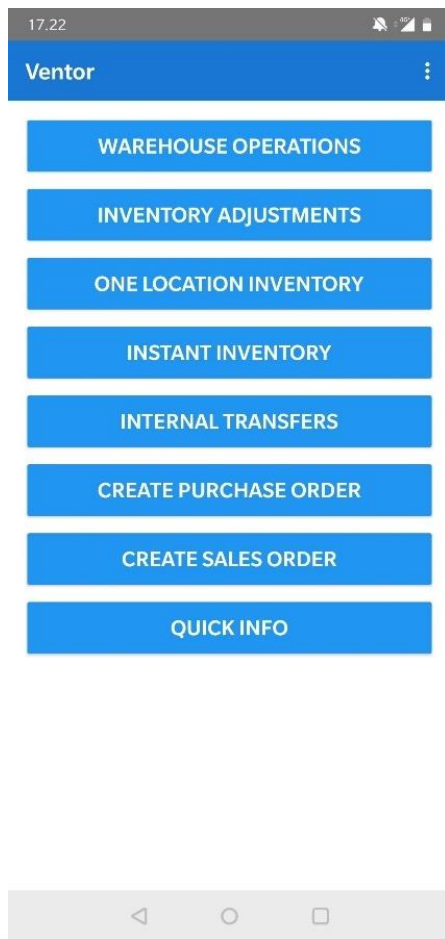 17.22
Ventor
WAREHOUSE OPERATIONS
INVENTORY ADJUSTMENTS
ONE LOCATION INVENTORY
INSTANT INVENTORY
INTERNAL TRANSFERS
CREATE PURCHASE ORDER
CREATE SALES ORDER
QUICK INFO